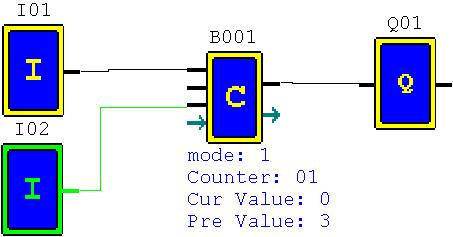 I01
I
B001
C
Q01
Q
I02
I
mode: 1
Counter: 01
Cur Value: 0
Pre Value: 3